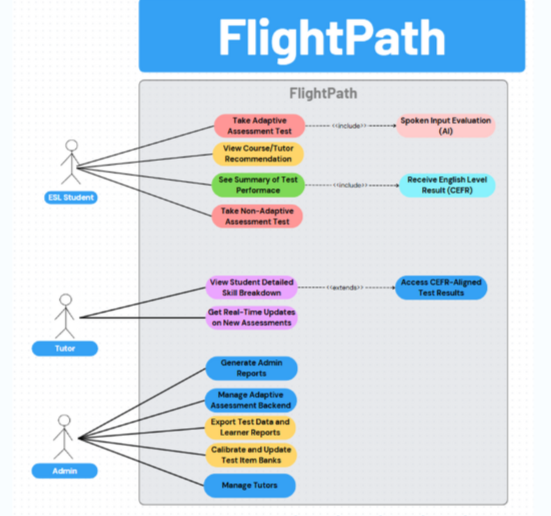 FlightPath
FlightPath
Take Adaptive
Assessment Test
<<include>>
Spoken Input Evaluation
(AI)
View Course/Tutor
Recommendation
See Summary of Test
Performace
<<include>>
Receive English Level
Result (CEFR)
Take Non-Adaptive
Assessment Test
ESL Student
View Student Detailed
Skill Breakdown
<<extends>>
Access CEFR-Aligned
Test Results
Get Real-Time Updates
on New Assessments
Tutor
Generate Admin
Reports
Manage Adaptive
Assessment Backend
Export Test Data and
Learner Reports
Calibrate and Update
Test Item Banks
Manage Tutors
Admin